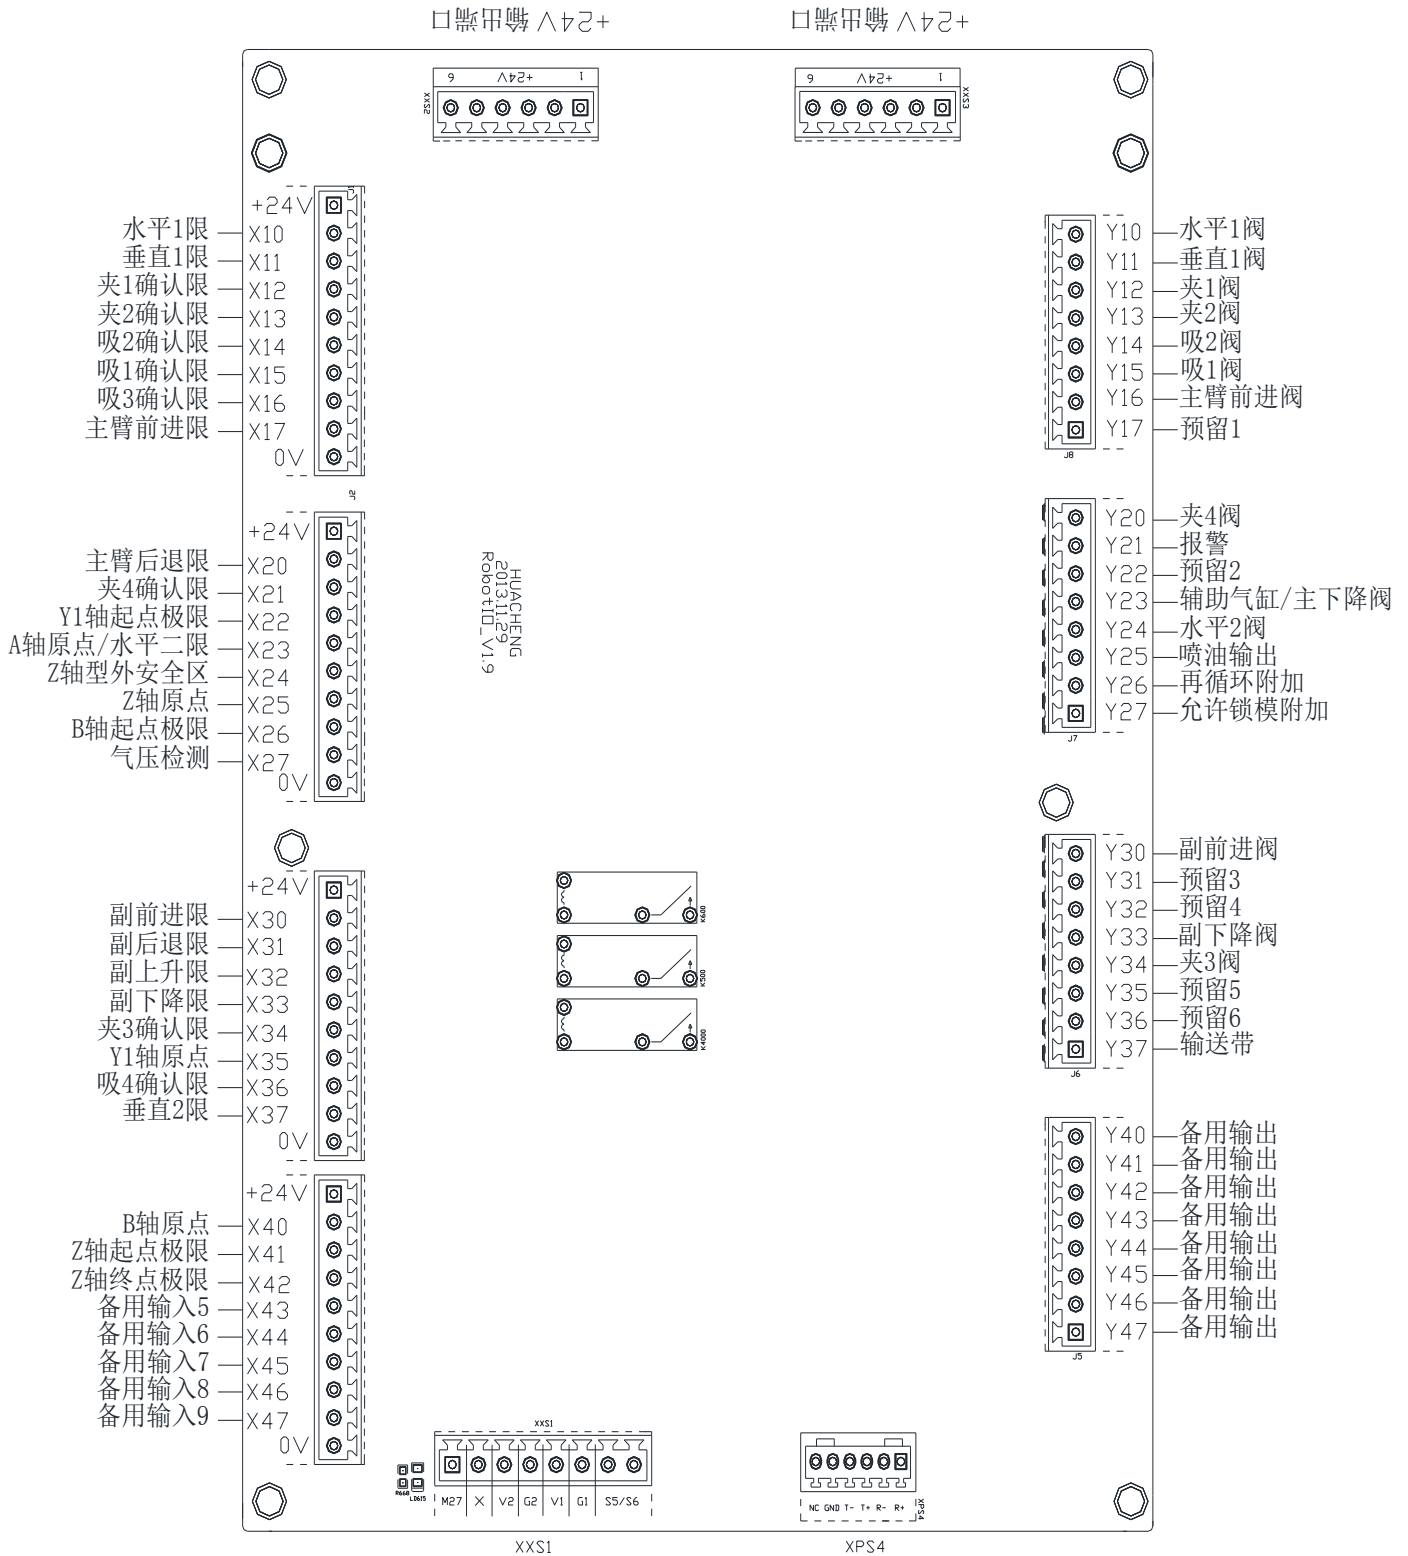 +24V 输出端口
+24V 输出端口
6 +24V 1
XXS2
6 +24V 1
XXS3
J1
+24V
水平1限 X10
垂直1限 X11
夹1确认限 X12
夹2确认限 X13
吸2确认限 X14
吸1确认限 X15
吸3确认限 X16
主臂前进限 X17
0V
Y10 水平1阀
Y11 垂直1阀
Y12 夹1阀
Y13 夹2阀
Y14 吸2阀
Y15 吸1阀
Y16 主臂前进阀
Y17 预留1
J8
J2
+24V
主臂后退限 X20
夹4确认限 X21
Y1轴起点极限 X22
A轴原点/水平二限 X23
Z轴型外安全区 X24
Z轴原点 X25
B轴起点极限 X26
气压检测 X27
0V
HUACHENG
2013.11.29
RobotIO_V1.9
Y20 夹4阀
Y21 报警
Y22 预留2
Y23 辅助气缸/主下降阀
Y24 水平2阀
Y25 喷油输出
Y26 再循环附加
Y27 允许锁模附加
J7
+24V
副前进限 X30
副后退限 X31
副上升限 X32
副下降限 X33
夹3确认限 X34
Y1轴原点 X35
吸4确认限 X36
垂直2限 X37
0V
K600
K500
K4000
Y30 副前进阀
Y31 预留3
Y32 预留4
Y33 副下降阀
Y34 夹3阀
Y35 预留5
Y36 预留6
Y37 输送带
J6
+24V
B轴原点 X40
Z轴起点极限 X41
Z轴终点极限 X42
备用输入5 X43
备用输入6 X44
备用输入7 X45
备用输入8 X46
备用输入9 X47
0V
Y40 备用输出
Y41 备用输出
Y42 备用输出
Y43 备用输出
Y44 备用输出
Y45 备用输出
Y46 备用输出
Y47 备用输出
J5
XXS1
R668
LD615
M27 X V2 G2 V1 G1 S5/S6
NC GND T- T+ R- R+
XPS4
XXS1
XPS4